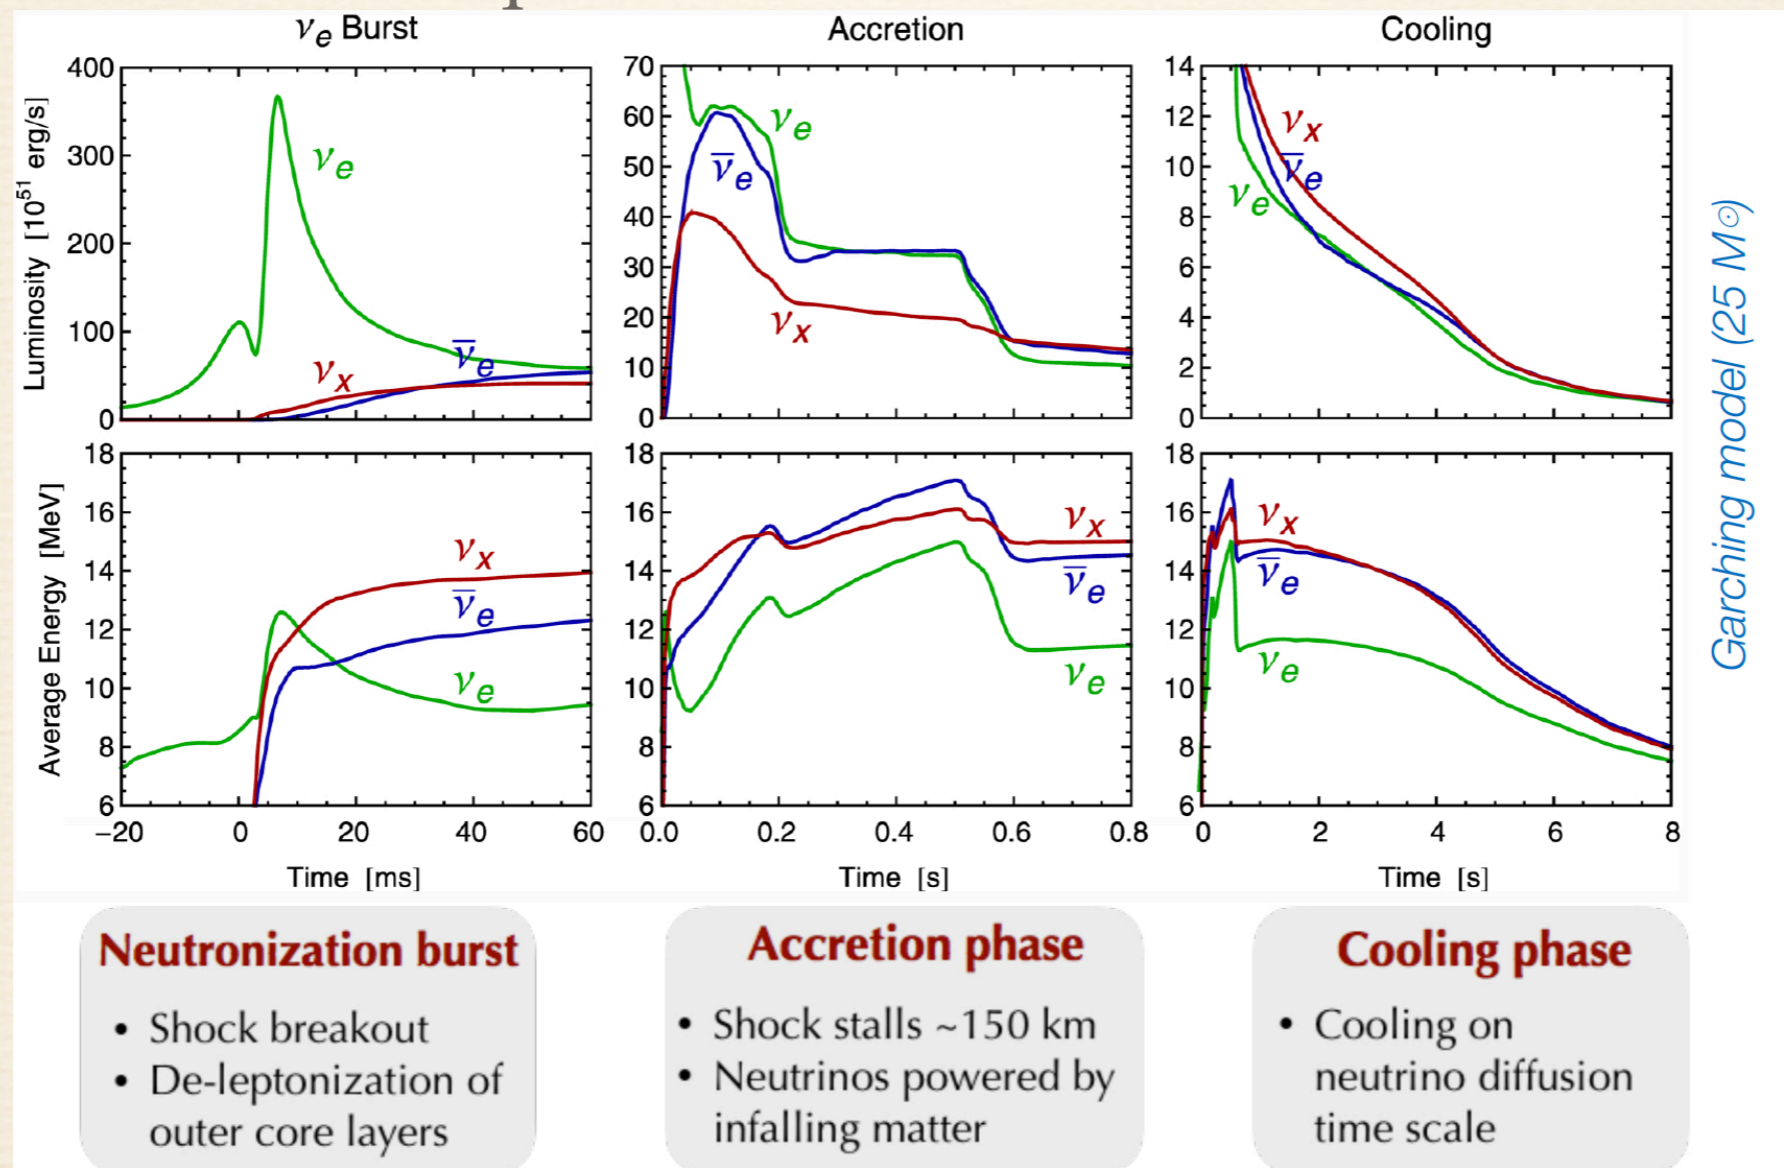 νe Burst
Accretion
Cooling
Luminosity [10^51 erg/s]
400
300
200
100
0
νe
νx
ν̅e
70
60
50
40
30
20
10
0
νe
ν̅e
νx
14
12
10
8
6
4
2
0
νx
ν̅e
νe
Average Energy [MeV]
18
16
14
12
10
8
6
νx
ν̅e
νe
−20
0
20
40
60
Time [ms]
18
16
14
12
10
8
6
νx
ν̅e
νe
0.0
0.2
0.4
0.6
0.8
Time [s]
18
16
14
12
10
8
6
νx
ν̅e
νe
0
2
4
6
8
Time [s]
Garching model (25 M☉)
Neutronization burst
• Shock breakout
• De-leptonization of
outer core layers
Accretion phase
• Shock stalls ~150 km
• Neutrinos powered by
infalling matter
Cooling phase
• Cooling on
neutrino diffusion
time scale